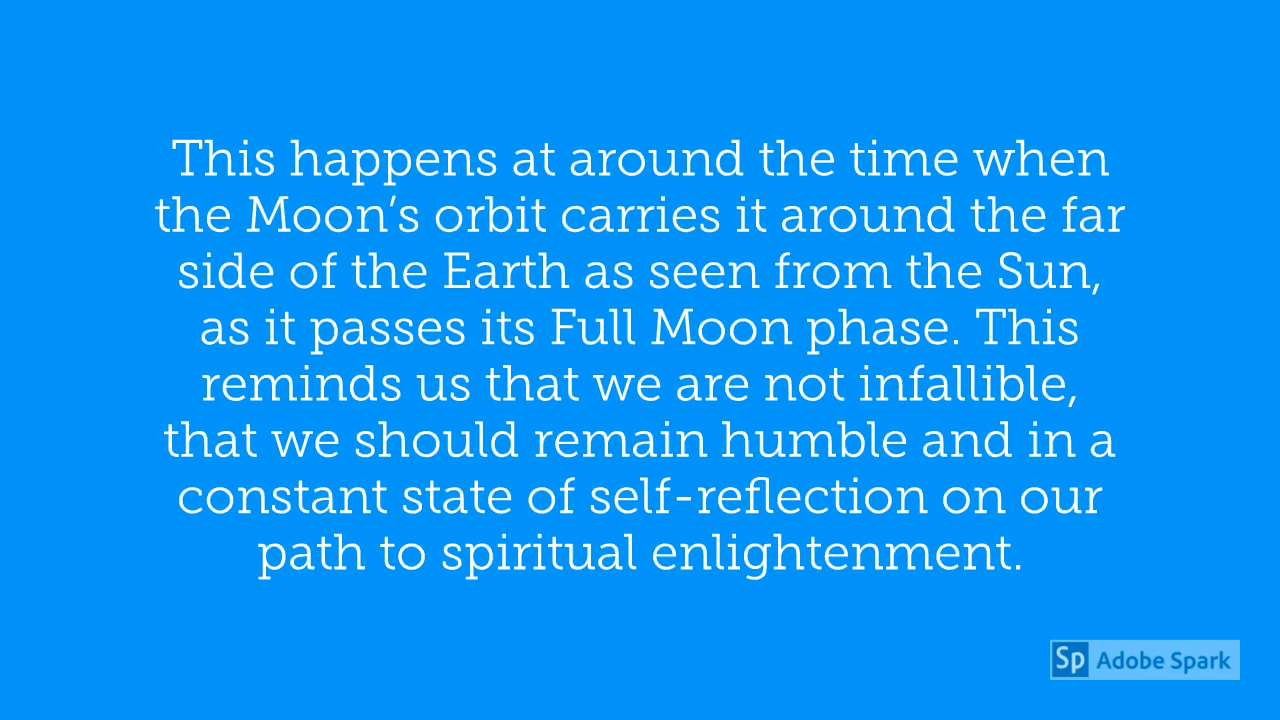 This happens at around the time when
the Moon’s orbit carries it around the far
side of the Earth as seen from the Sun,
as it passes its Full Moon phase. This
reminds us that we are not infallible,
that we should remain humble and in a
constant state of self-reflection on our
path to spiritual enlightenment.
Sp Adobe Spark